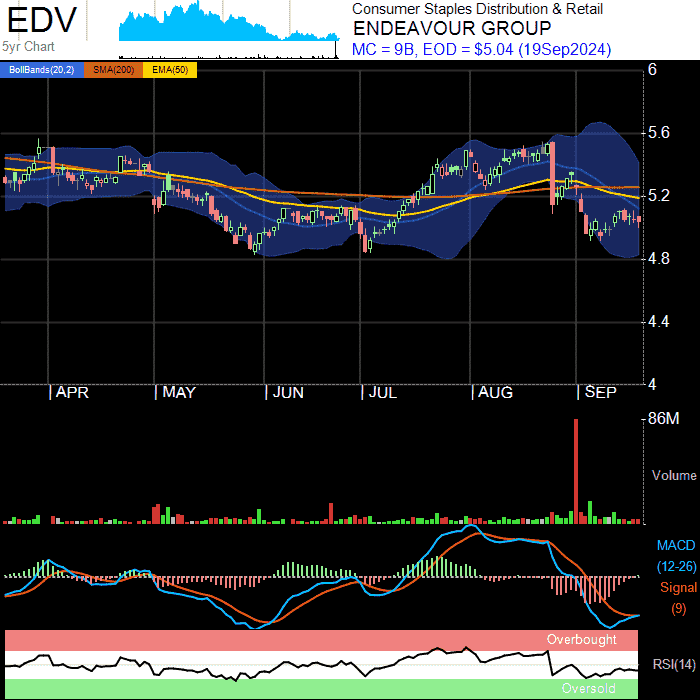 EDV
5yr Chart
Consumer Staples Distribution & Retail
ENDEAVOUR GROUP
MC = 9B, EOD = $5.04 (19Sep2024)
BollBands(20,2) SMA(200) EMA(50)
6
5.6
5.2
4.8
4.4
4
APR MAY JUN JUL AUG SEP
86M
Volume
MACD
(12-26)
Signal
(9)
Overbought
RSI(14)
Oversold